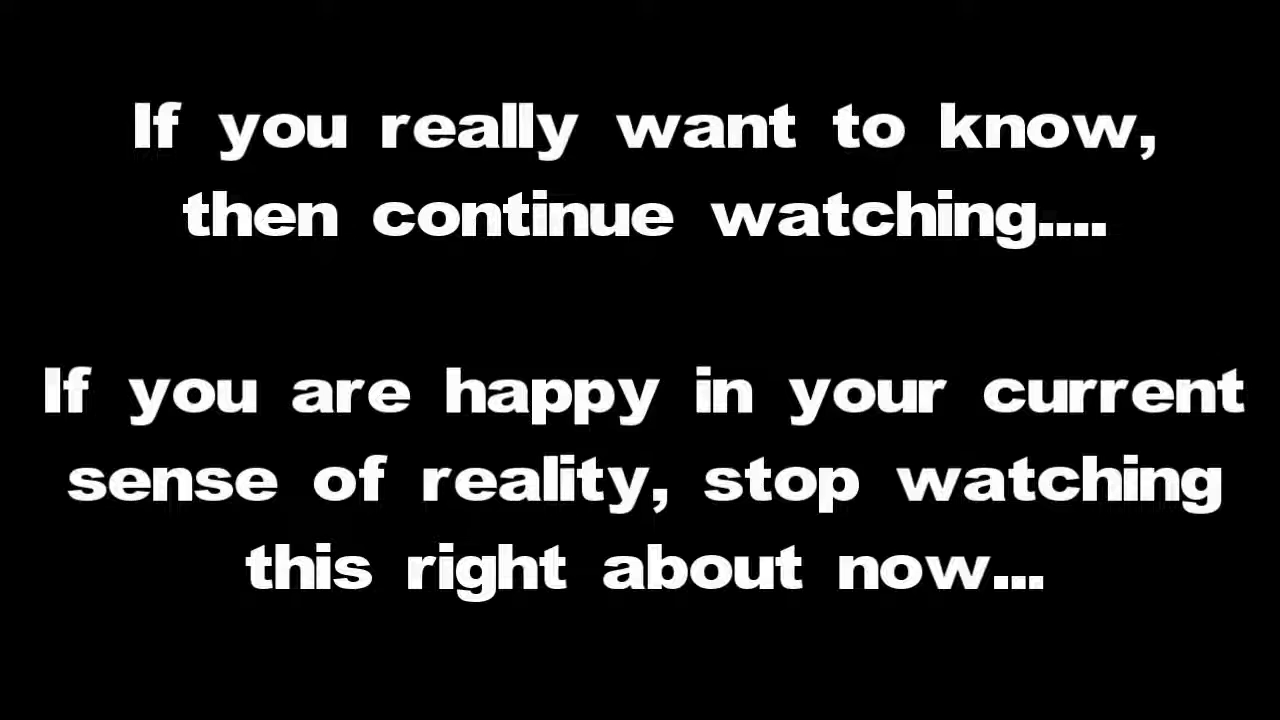 If you really want to know,
then continue watching....
If you are happy in your current
sense of reality, stop watching
this right about now...